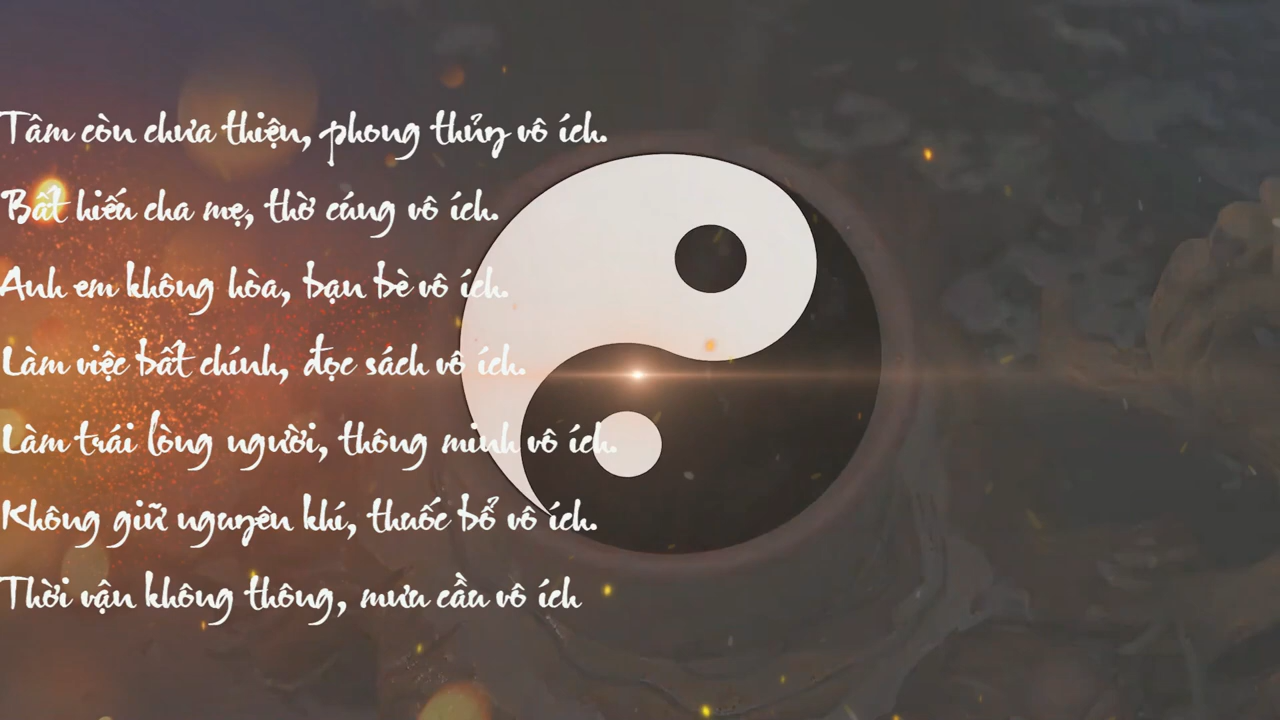 Tâm còn chưa thiện, phong thủy vô ích.
Bất hiếu cha mẹ, thờ cúng vô ích.
Anh em không hòa, bạn bè vô ích.
Làm việc bất chính, đọc sách vô ích.
Làm trái lòng người, thông minh vô ích.
Không giữ nguyên khí, thuốc bổ vô ích.
Thời vận không thông, mưu cầu vô ích